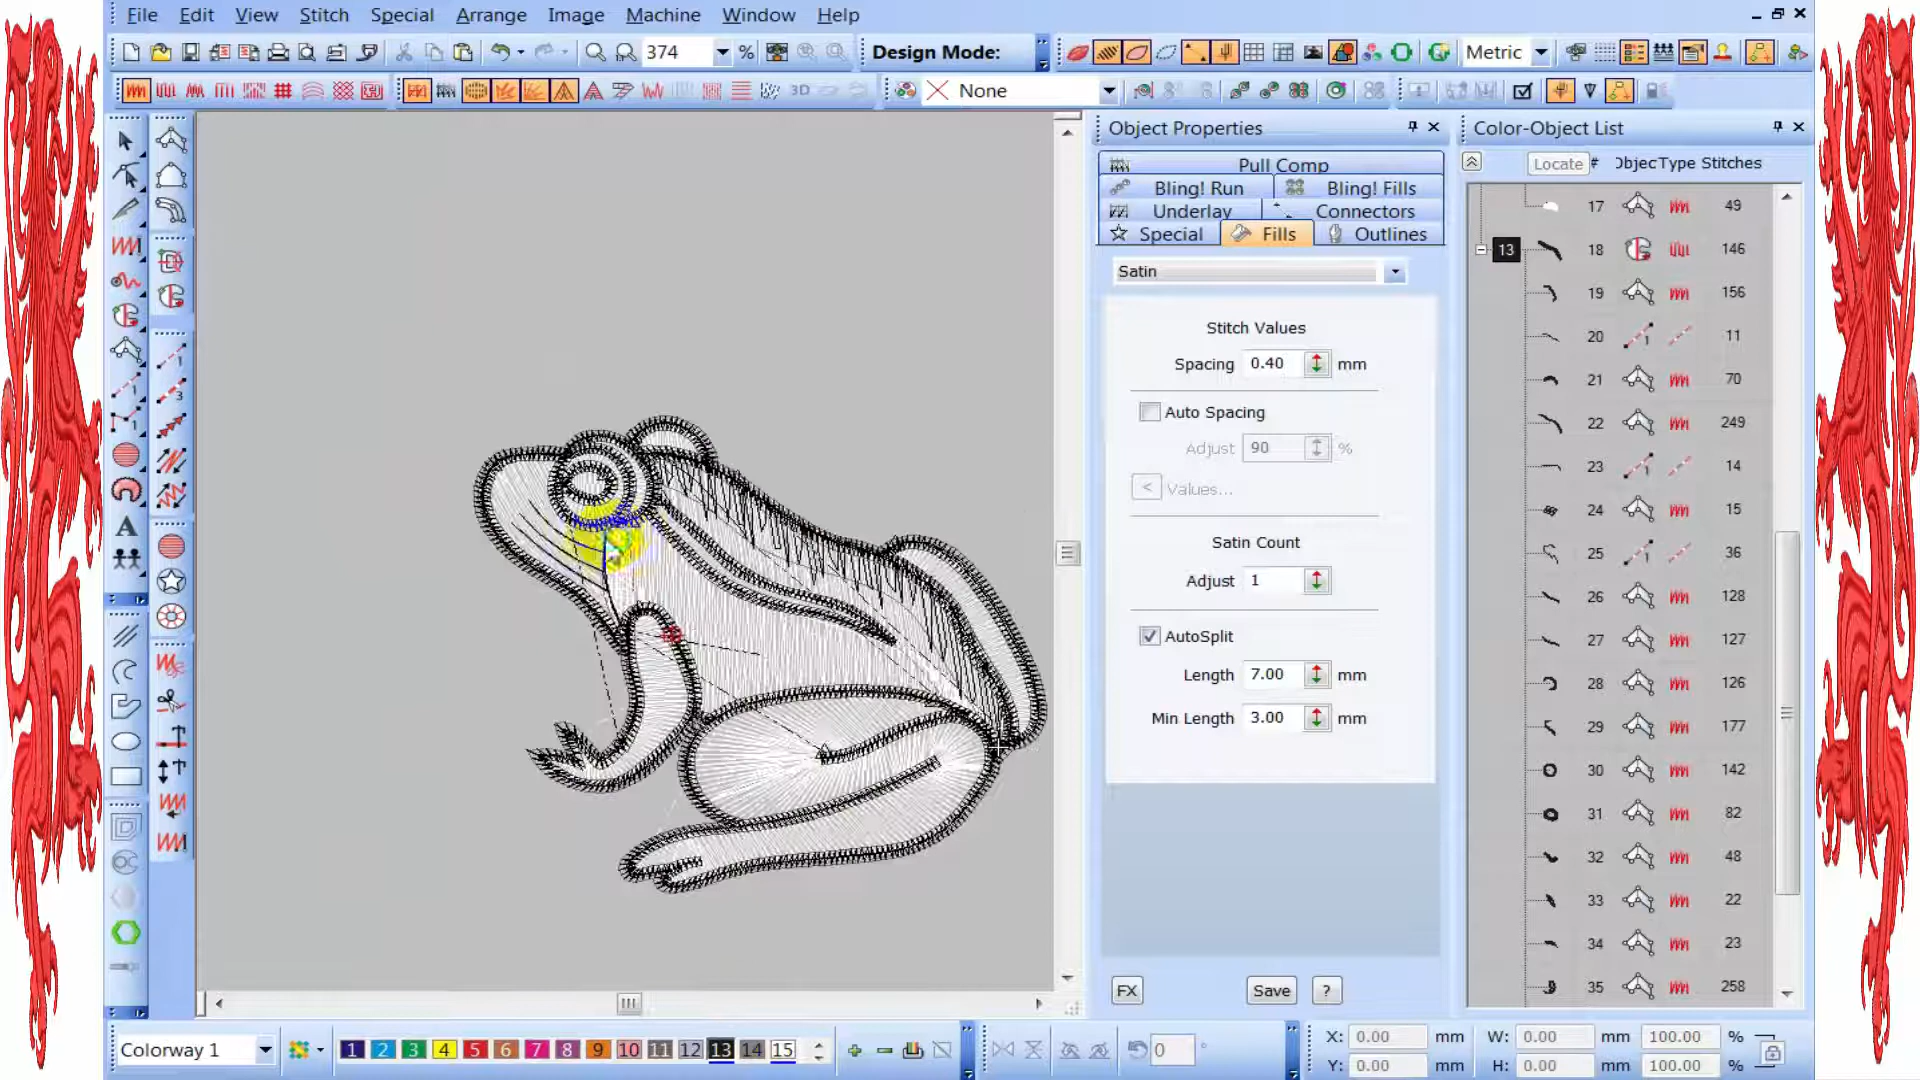 File Edit View Stitch Special Arrange Image Machine Window Help
374 % Design Mode: Metric
3D None
Object Properties
Pull Comp
Bling! Run Bling! Fills
Underlay Connectors
Special Fills Outlines
Satin
Stitch Values
Spacing 0.40 mm
Auto Spacing
Adjust 90 %
< Values...
Satin Count
Adjust 1
AutoSplit
Length 7.00 mm
Min Length 3.00 mm
FX Save ?
Color-Object List
Locate # ObjecType Stitches
17 49
13 18 146
19 156
20 11
21 70
22 249
23 14
24 15
25 36
26 128
27 127
28 126
29 177
30 142
31 82
32 48
33 22
34 23
35 258
Colorway 1 1 2 3 4 5 6 7 8 9 10 11 12 13 14 15 0 °
X: 0.00 mm W: 0.00 mm 100.00 %
Y: 0.00 mm H: 0.00 mm 100.00 %